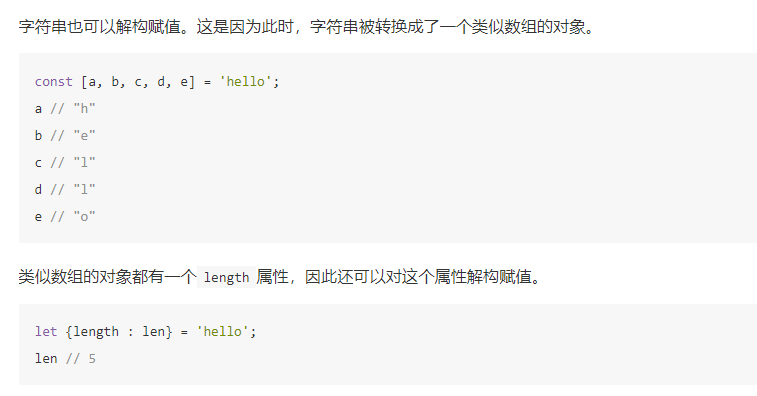 字符串也可以解构赋值。这是因为此时，字符串被转换成了一个类似数组的对象。
const [a, b, c, d, e] = 'hello';
a // "h"
b // "e"
c // "l"
d // "l"
e // "o"
类似数组的对象都有一个 length 属性，因此还可以对这个属性解构赋值。
let {length : len} = 'hello';
len // 5